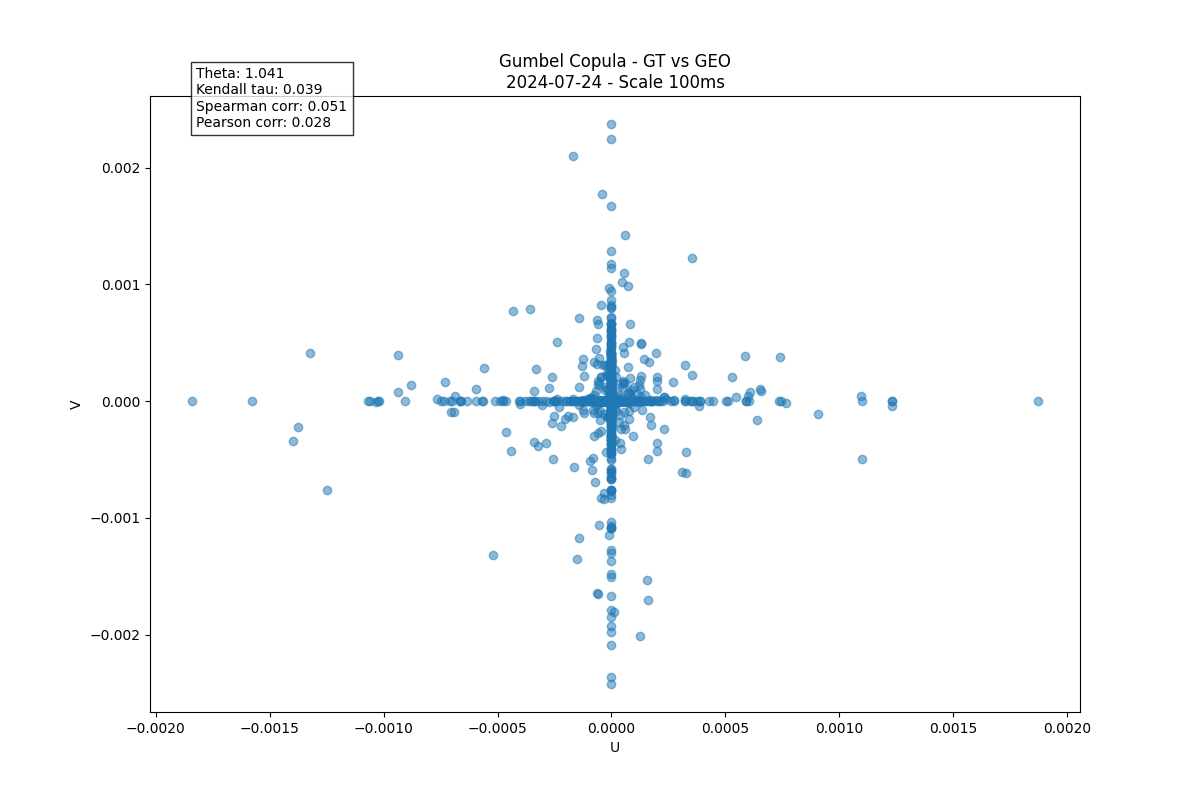 Gumbel Copula - GT vs GEO
2024-07-24 - Scale 100ms
Theta: 1.041
Kendall tau: 0.039
Spearman corr: 0.051
Pearson corr: 0.028
V
0.002
0.001
0.000
−0.001
−0.002
−0.0020
−0.0015
−0.0010
−0.0005
0.0000
0.0005
0.0010
0.0015
0.0020
U